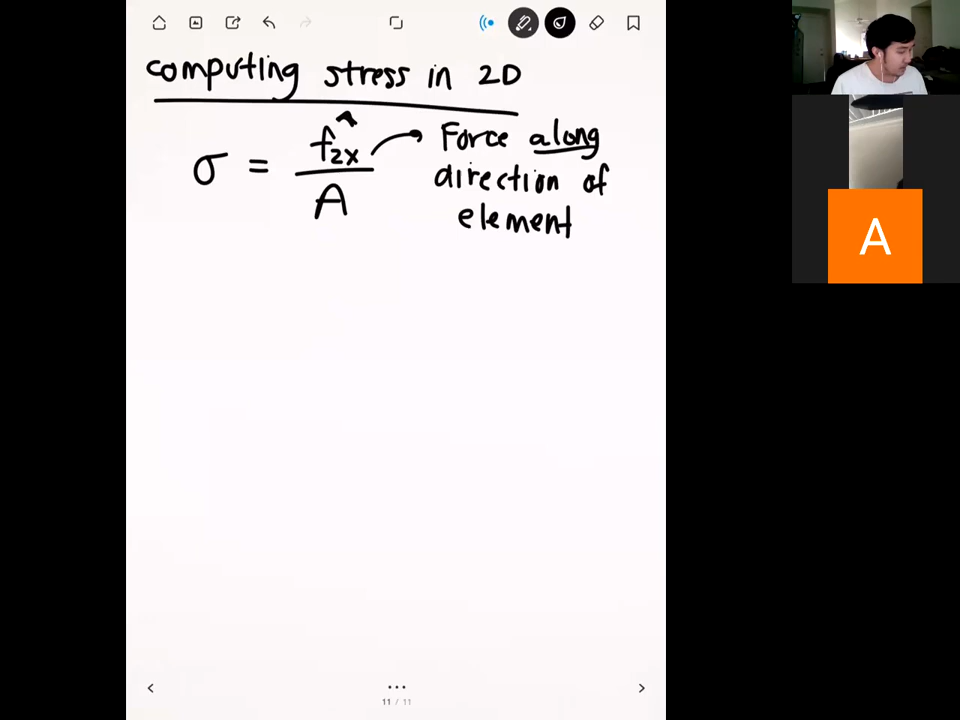 computing stress in 2D
σ = f̂2x / A → Force along
direction of
element
A
11 / 11